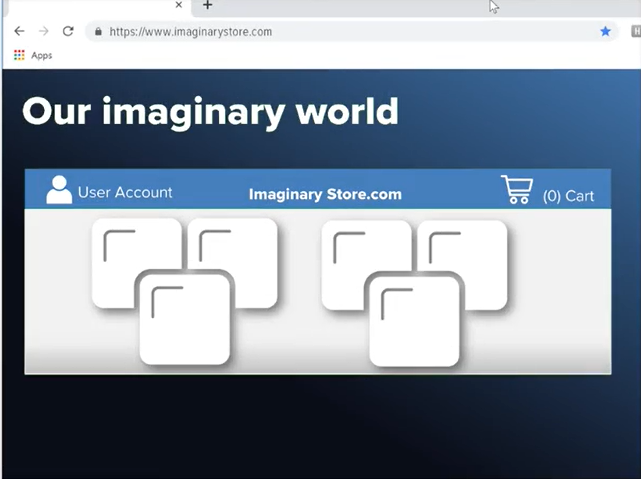 https://www.imaginarystore.com
Apps
Our imaginary world
User Account
Imaginary Store.com
(0) Cart